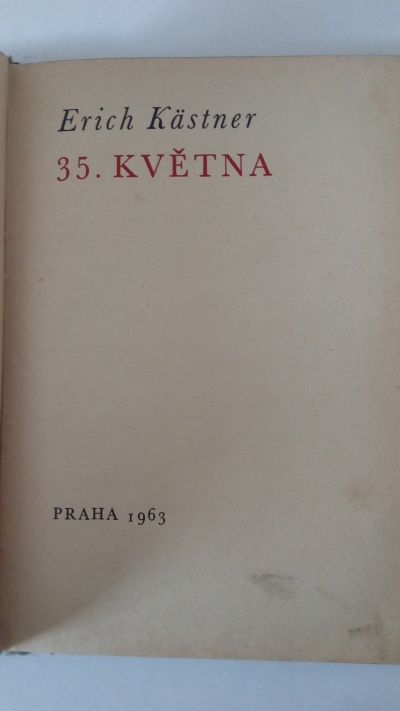 Erich Kästner
35. KVĚTNA
PRAHA 1963